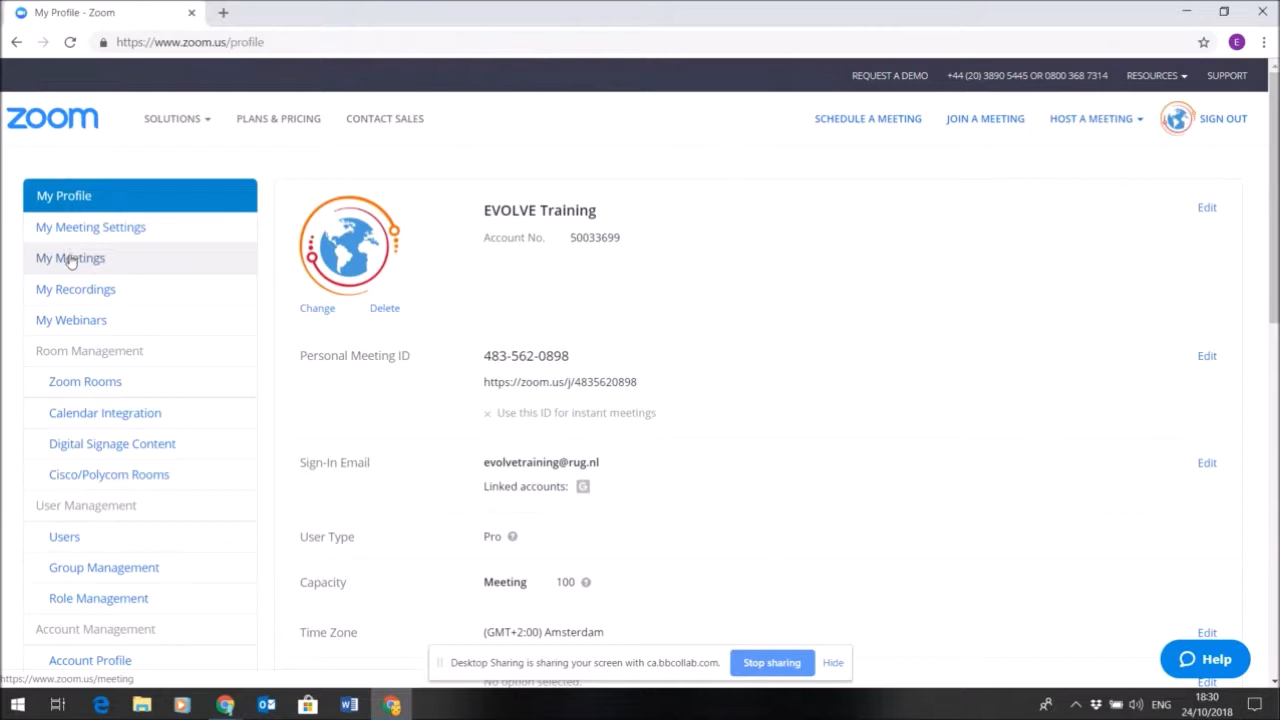 My Profile - Zoom
https://www.zoom.us/profile
E
REQUEST A DEMO +44 (20) 3890 5445 OR 0800 368 7314 RESOURCES SUPPORT
zoom SOLUTIONS PLANS & PRICING CONTACT SALES SCHEDULE A MEETING JOIN A MEETING HOST A MEETING SIGN OUT
My Profile
My Meeting Settings
My Meetings
My Recordings
My Webinars
Room Management
Zoom Rooms
Calendar Integration
Digital Signage Content
Cisco/Polycom Rooms
User Management
Users
Group Management
Role Management
Account Management
Account Profile
EVOLVE Training Edit
Account No. 50033699
Change Delete
Personal Meeting ID 483-562-0898 Edit
https://zoom.us/j/4835620898
× Use this ID for instant meetings
Sign-In Email evolvetraining@rug.nl Edit
Linked accounts: G
User Type Pro ?
Capacity Meeting 100 ?
Time Zone (GMT+2:00) Amsterdam Edit
Desktop Sharing is sharing your screen with ca.bbcollab.com. Stop sharing Hide
No option selected. Edit
Help
https://www.zoom.us/meeting
ENG
18:30
24/10/2018